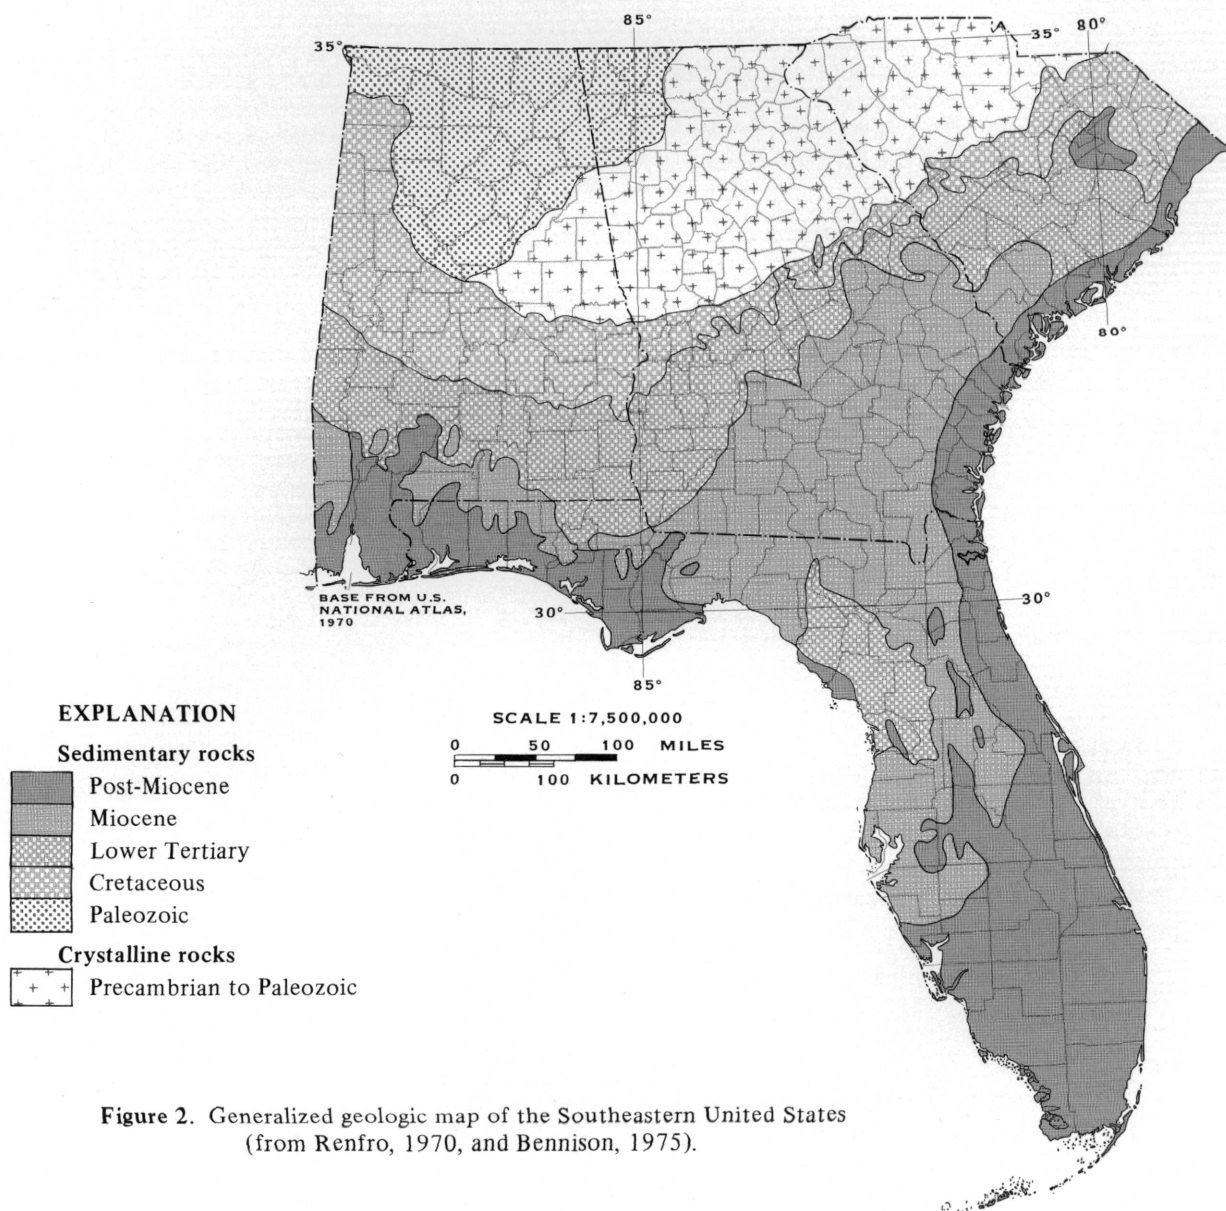 85°
80°
35°
35°
80°
BASE FROM U.S.
NATIONAL ATLAS,
1970
30°
30°
85°
EXPLANATION
SCALE 1:7,500,000
Sedimentary rocks
0 50 100 MILES
0 100 KILOMETERS
Post-Miocene
Miocene
Lower Tertiary
Cretaceous
Paleozoic
Crystalline rocks
Precambrian to Paleozoic
Figure 2. Generalized geologic map of the Southeastern United States
(from Renfro, 1970, and Bennison, 1975).